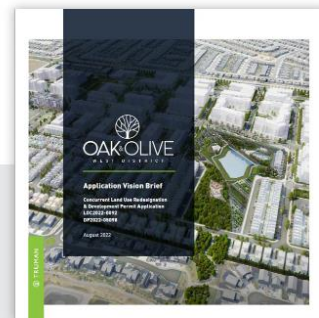 OAK&OLIVE
WEST DISTRICT
Application Vision Brief
Concurrent Land Use Redesignation
& Development Permit Application
LOC2022-0092
DP2022-05098
August 2022
TRUMAN